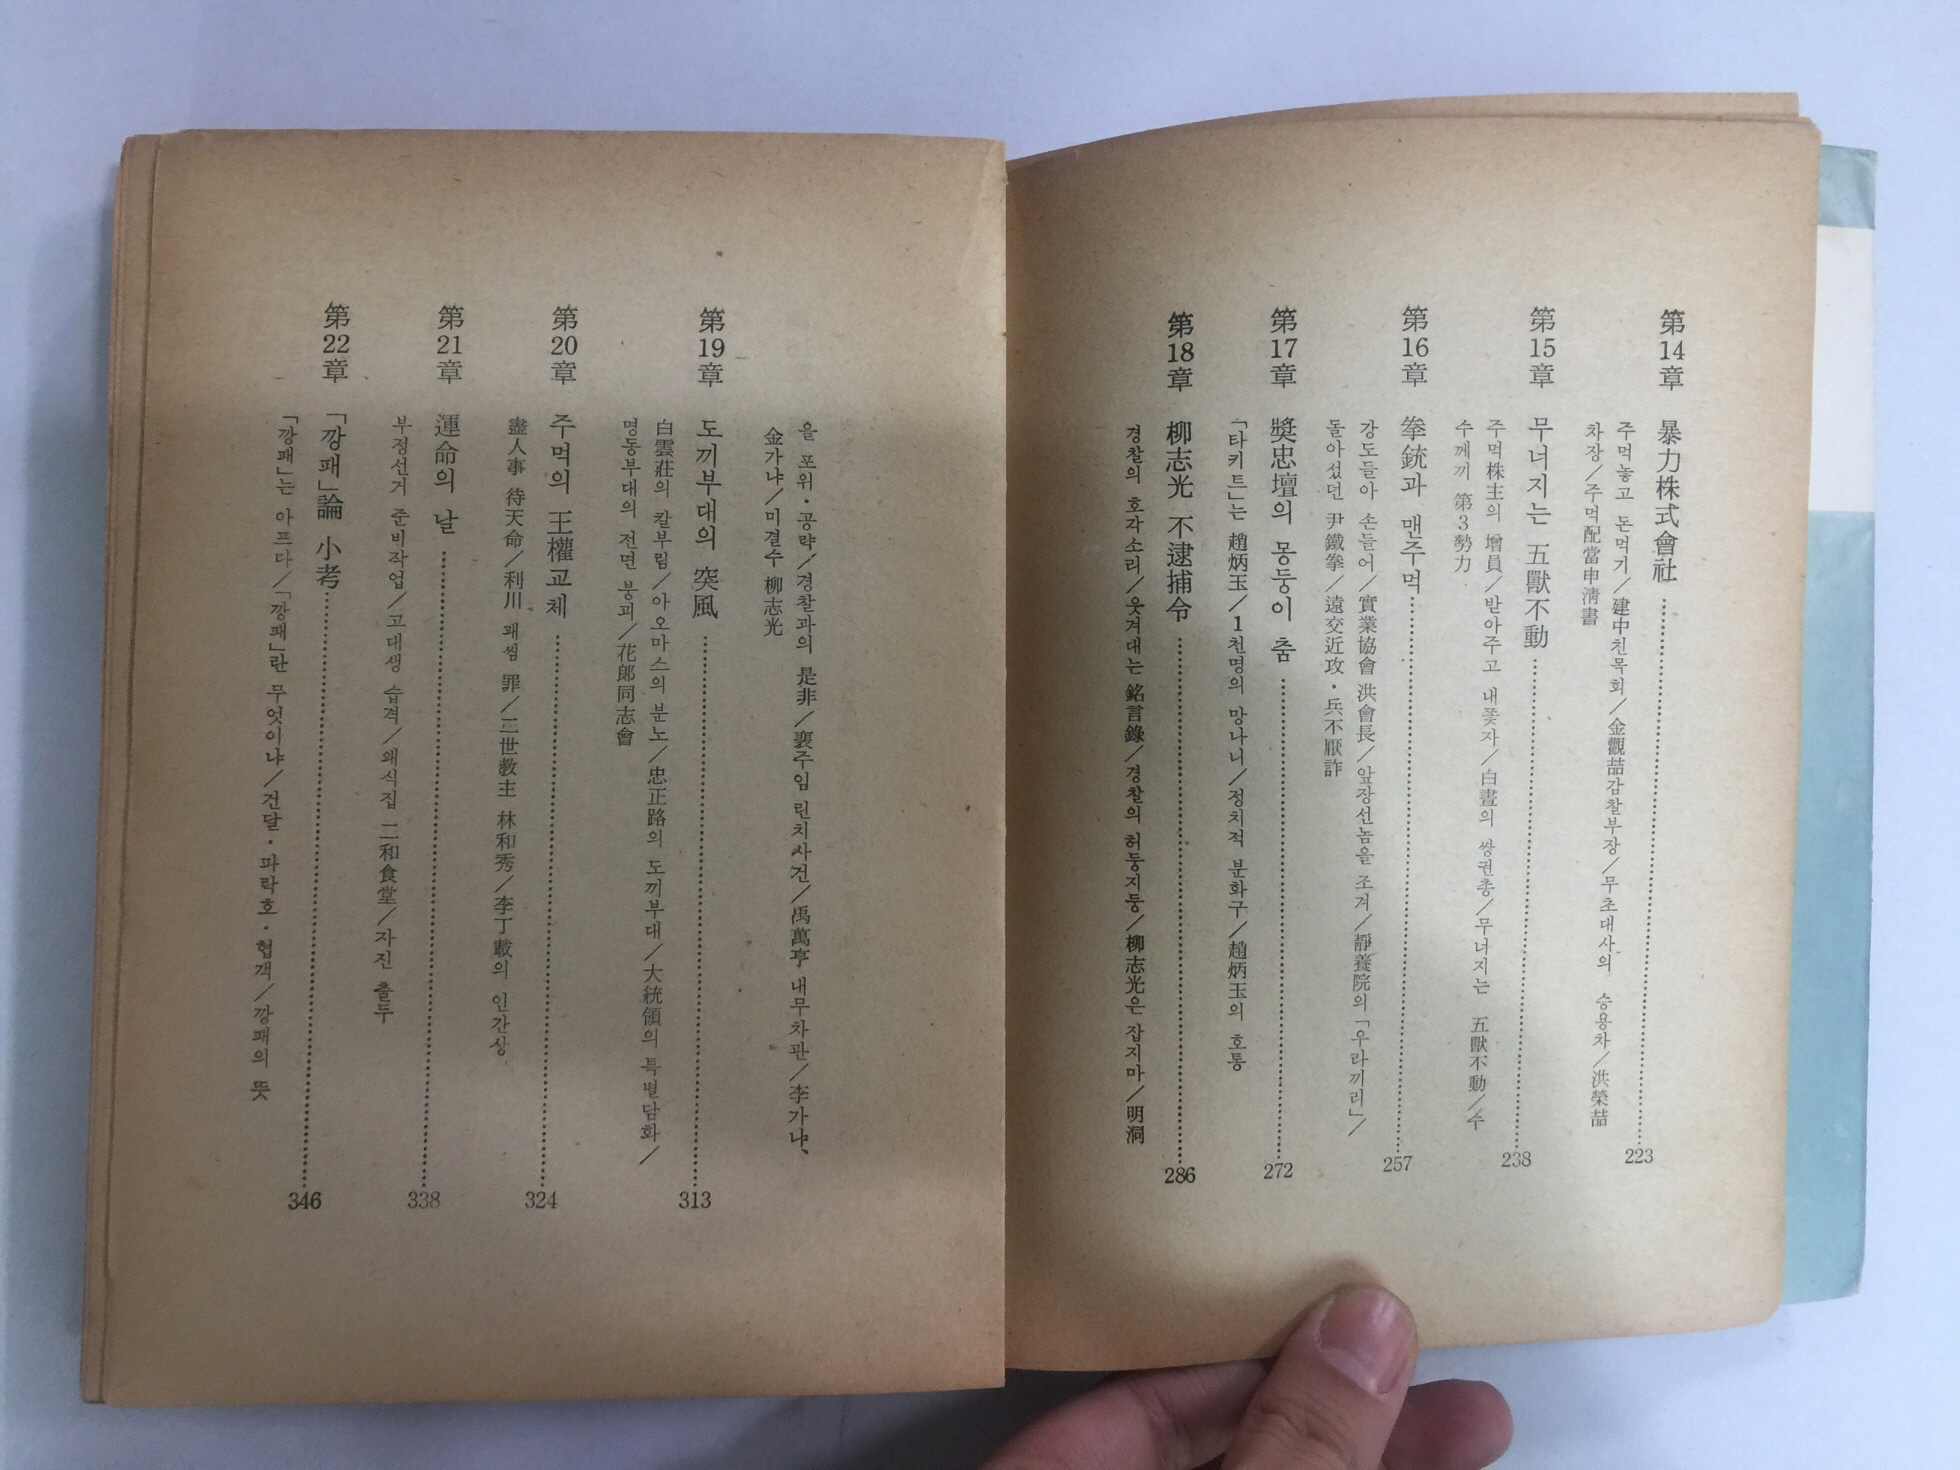 第14章 暴力株式會社 223
주먹놓고 돈먹기／建中친목회／金觀喆감찰부장／무초대사의 승용차／洪榮喆
차장／주먹配當申淸書
第15章 무너지는 五獸不動 238
주먹株主의 增員／받아주고 내쫓자／白晝의 쌍권총／무너지는 五獸不動／수
수께끼 第3勢力
第16章 拳銃과 맨주먹 257
강도들아 손들어／實業協會 洪會長／앞장선놈을 조겨／靜養院의 「우라끼리」／
돌아섰던 尹鐵拳／遠交近攻・兵不厭詐
第17章 奬忠壇의 몽둥이 춤 272
「타키트」는 趙炳玉／1천명의 망나니／정치적 분화구／趙炳玉의 호통
第18章 柳志光 不逮捕令 286
경찰의 호각소리／웃겨대는 銘言錄／경찰의 허둥지둥／柳志光은 잡지마／明洞
을 포위・공략／경찰과의 是非／裵주임 린치사건／禹萬亨 내무차관／李가냐、
金가냐／미결수 柳志光
第19章 도끼부대의 突風 313
白雲莊의 칼부림／아오마스의 분노／忠正路의 도끼부대／大統領의 특별담화／
명동부대의 전면 붕괴／花郞同志會
第20章 주먹의 王權교체 324
盡人事 待天命／利川 괘씸 罪／三世敎主 林和秀／李丁載의 인간상
第21章 運命의 날 338
부정선거 준비작업／고대생 습격／왜식집 二和食堂／자진 출두
第22章 「깡패」論 小考 346
「깡패」는 아프다／「깡패」란 무엇이냐／건달・파락호・협객／깡패의 뜻